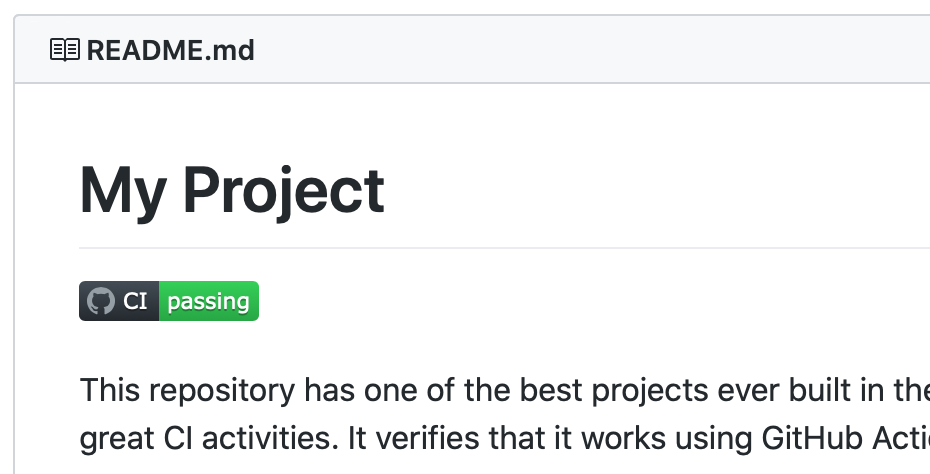 README.md
My Project
CI passing
This repository has one of the best projects ever built in the
great CI activities. It verifies that it works using GitHub